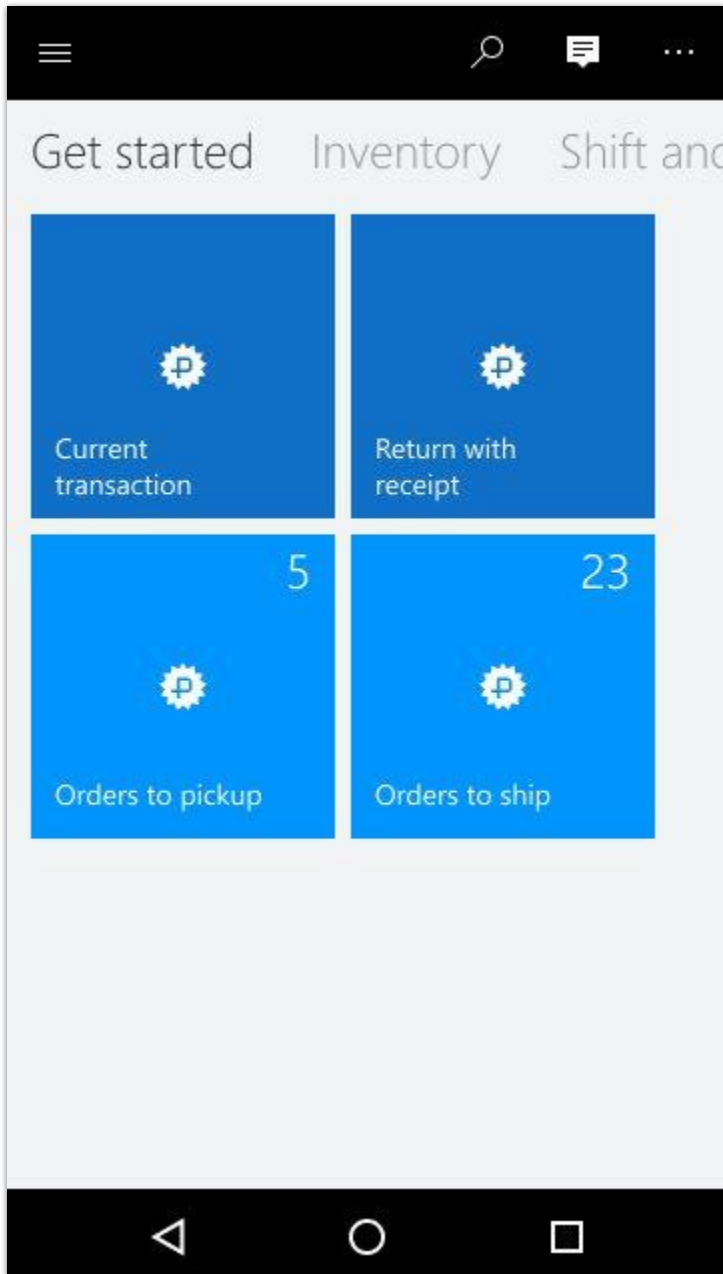 Get started Inventory Shift and
Current
transaction
Return with
receipt
5
Orders to pickup
23
Orders to ship